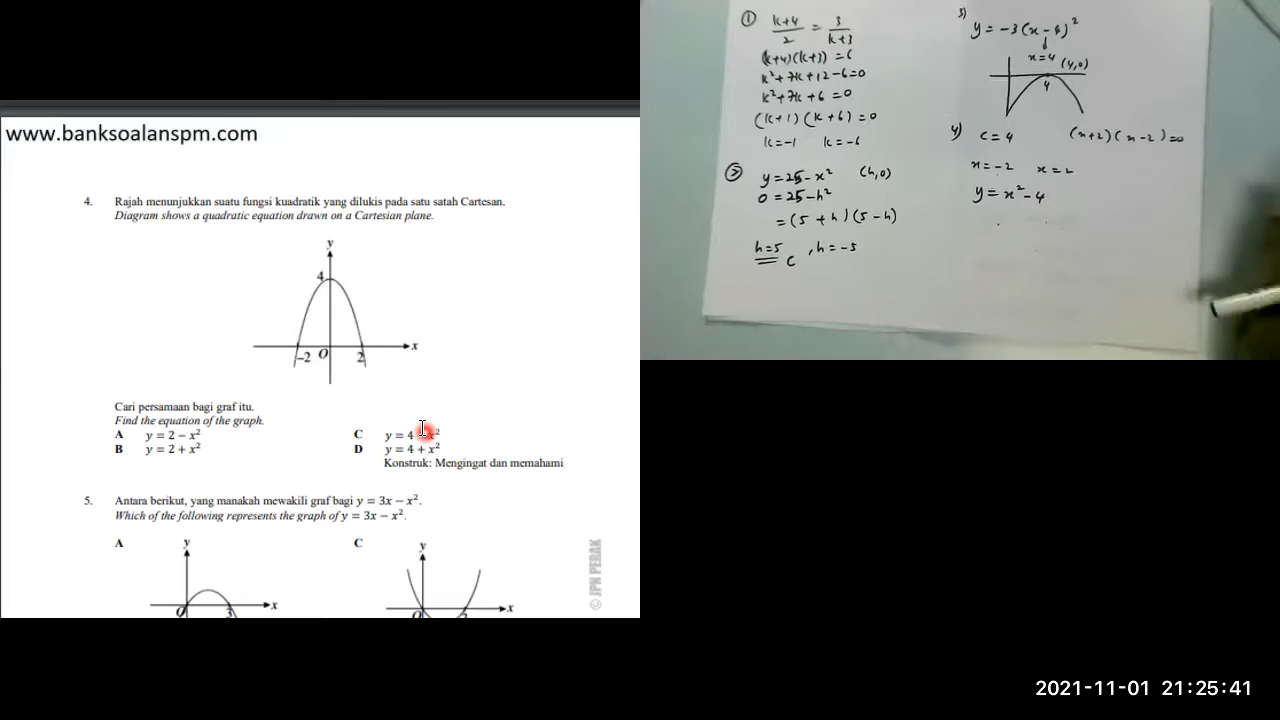 www.banksoalanspm.com
4. Rajah menunjukkan suatu fungsi kuadratik yang dilukis pada satu satah Cartesan.
Diagram shows a quadratic equation drawn on a Cartesian plane.
y
4
-2 O 2 x
Cari persamaan bagi graf itu.
Find the equation of the graph.
A y = 2 − x²
B y = 2 + x²
C y = 4 x²
D y = 4 + x²
Konstruk: Mengingat dan memahami
5. Antara berikut, yang manakah mewakili graf bagi y = 3x − x².
Which of the following represents the graph of y = 3x − x².
A
y
O 3 x
C
y
x
© JPN PERAK
① k+4/2 = 3/k+3
(k+4)(k+3) = 6
k²+7k+12-6=0
k²+7k+6=0
(k+1)(k+6)=0
k=-1 k=-6
② y=25-x² (h,0)
0=25-h²
=(5+h)(5-h)
h=5 , h=-5
C
3) y=-3(x-4)²
x=4 (4,0)
4
4) c=4 (x+2)(x-2)=0
x=-2 x=2
y=x²-4
2021-11-01 21:25:41